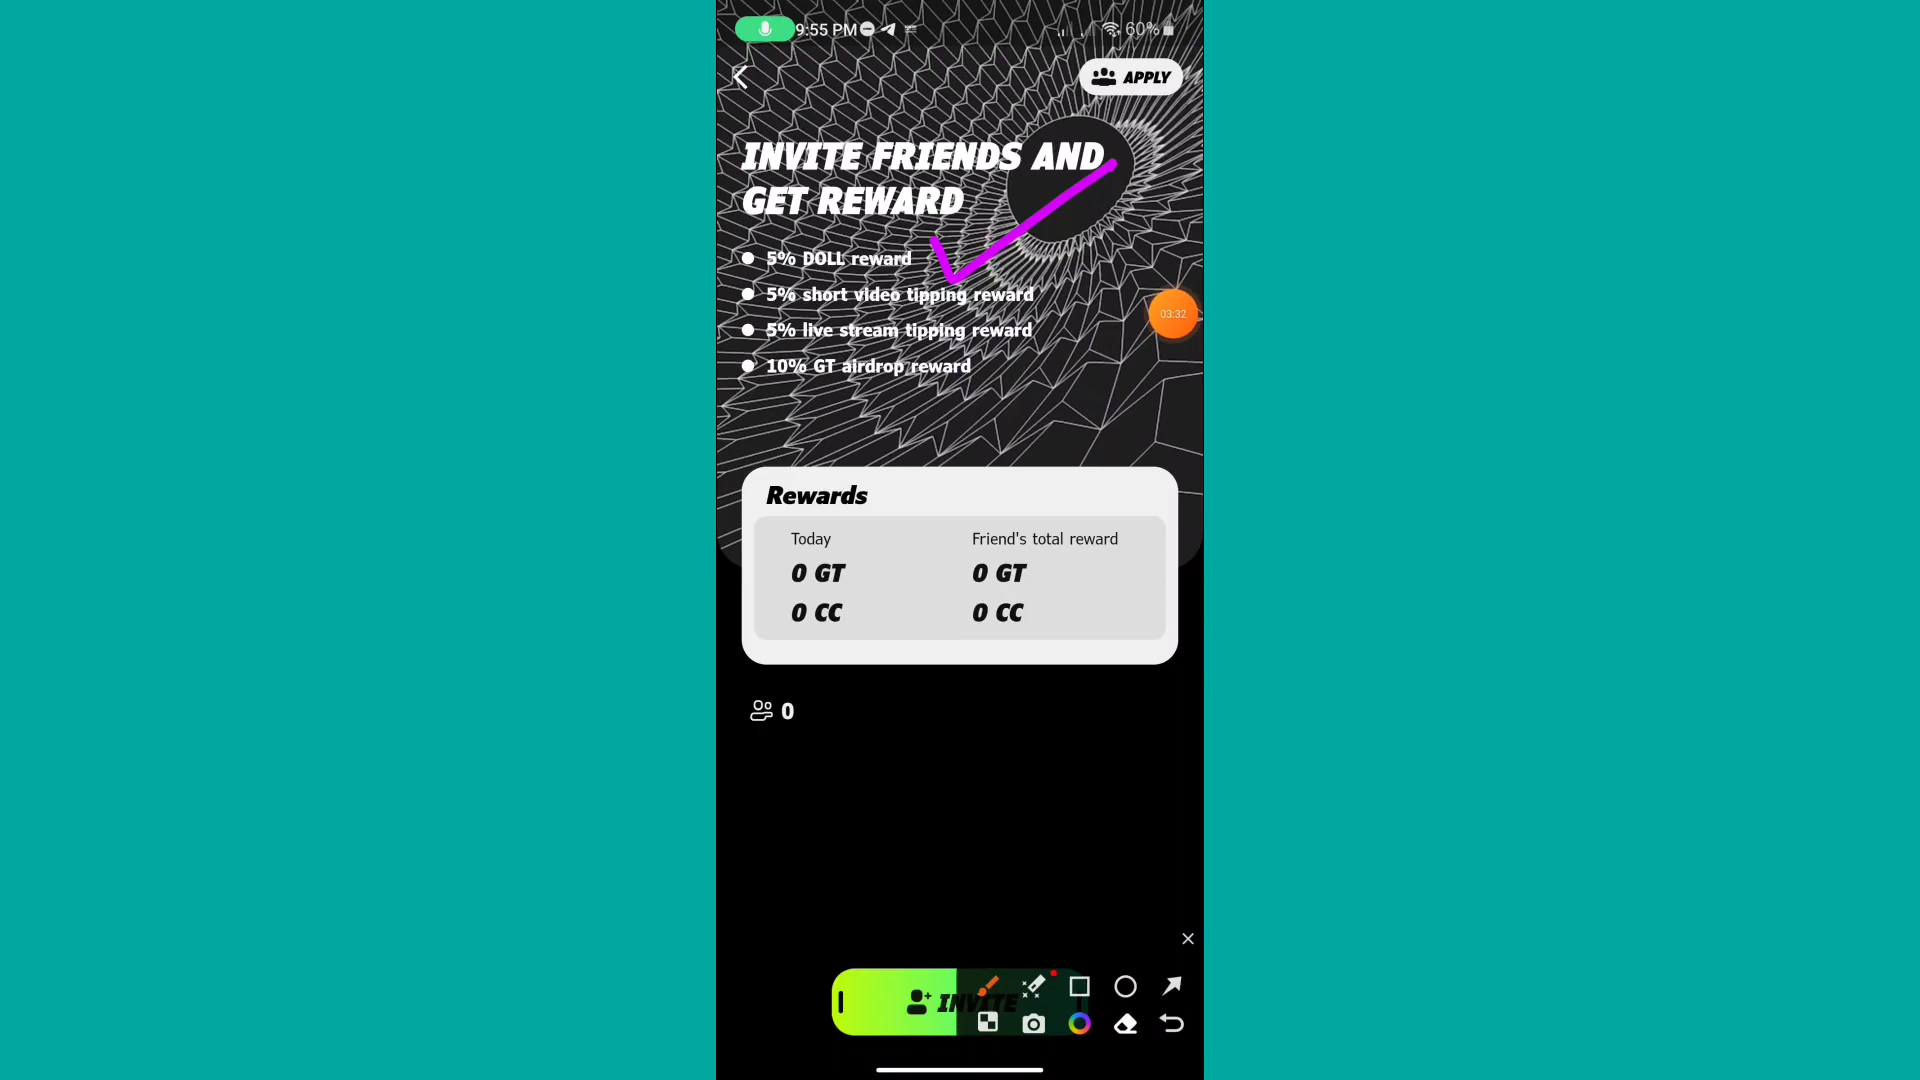 9:55 PM
60%
APPLY
INVITE FRIENDS AND
GET REWARD
5% DOLL reward
5% short video tipping reward
03:32
5% live stream tipping reward
10% GT airdrop reward
Rewards
Today Friend's total reward
0 GT 0 GT
0 CC 0 CC
0
INVITE